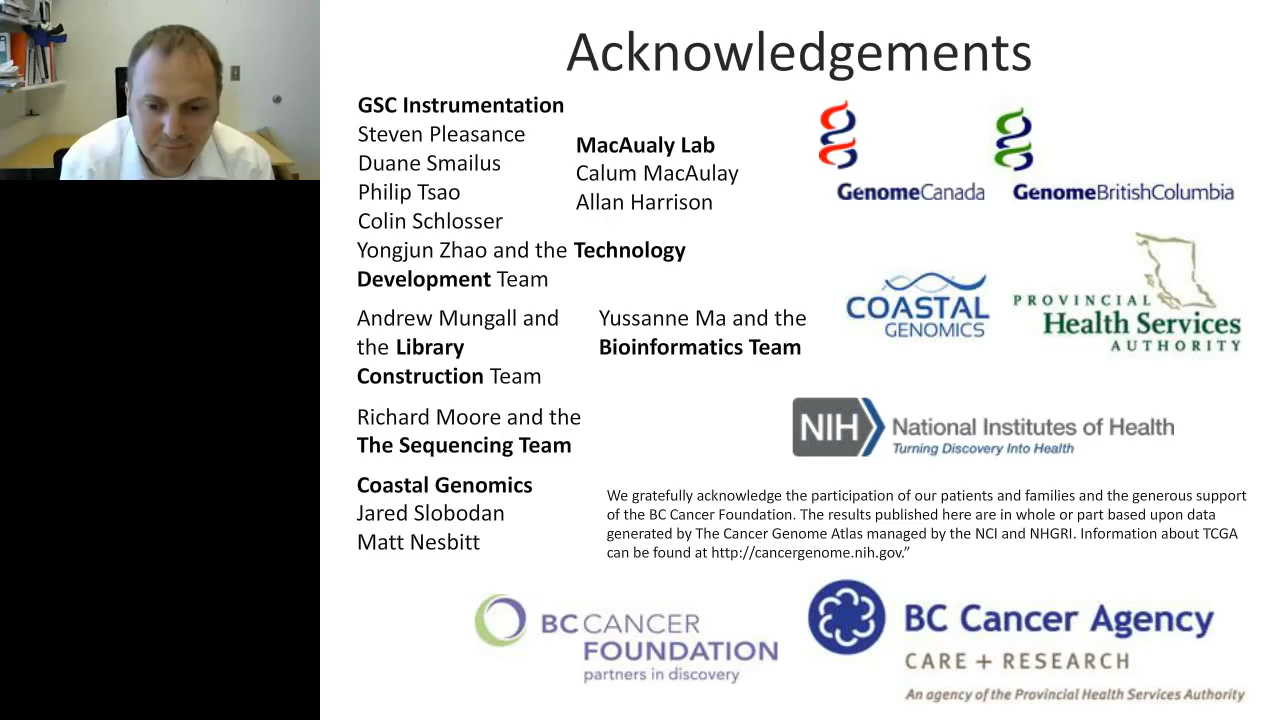 Acknowledgements
GSC Instrumentation
Steven Pleasance
Duane Smailus
Philip Tsao
Colin Schlosser
MacAualy Lab
Calum MacAulay
Allan Harrison
Yongjun Zhao and the Technology
Development Team
Andrew Mungall and
the Library
Construction Team
Yussanne Ma and the
Bioinformatics Team
Richard Moore and the
The Sequencing Team
Coastal Genomics
Jared Slobodan
Matt Nesbitt
GenomeCanada
GenomeBritishColumbia
COASTAL
GENOMICS
PROVINCIAL
Health Services
AUTHORITY
NIH
National Institutes of Health
Turning Discovery Into Health
We gratefully acknowledge the participation of our patients and families and the generous support
of the BC Cancer Foundation. The results published here are in whole or part based upon data
generated by The Cancer Genome Atlas managed by the NCI and NHGRI. Information about TCGA
can be found at http://cancergenome.nih.gov.”
BC CANCER
FOUNDATION
partners in discovery
BC Cancer Agency
CARE + RESEARCH
An agency of the Provincial Health Services Authority